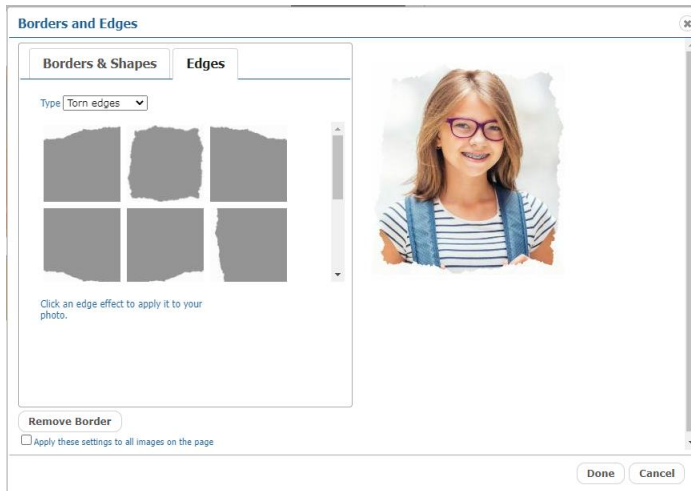 Borders and Edges
Borders & Shapes
Edges
Type Torn edges
Click an edge effect to apply it to your
photo.
Remove Border
Apply these settings to all images on the page
Done
Cancel